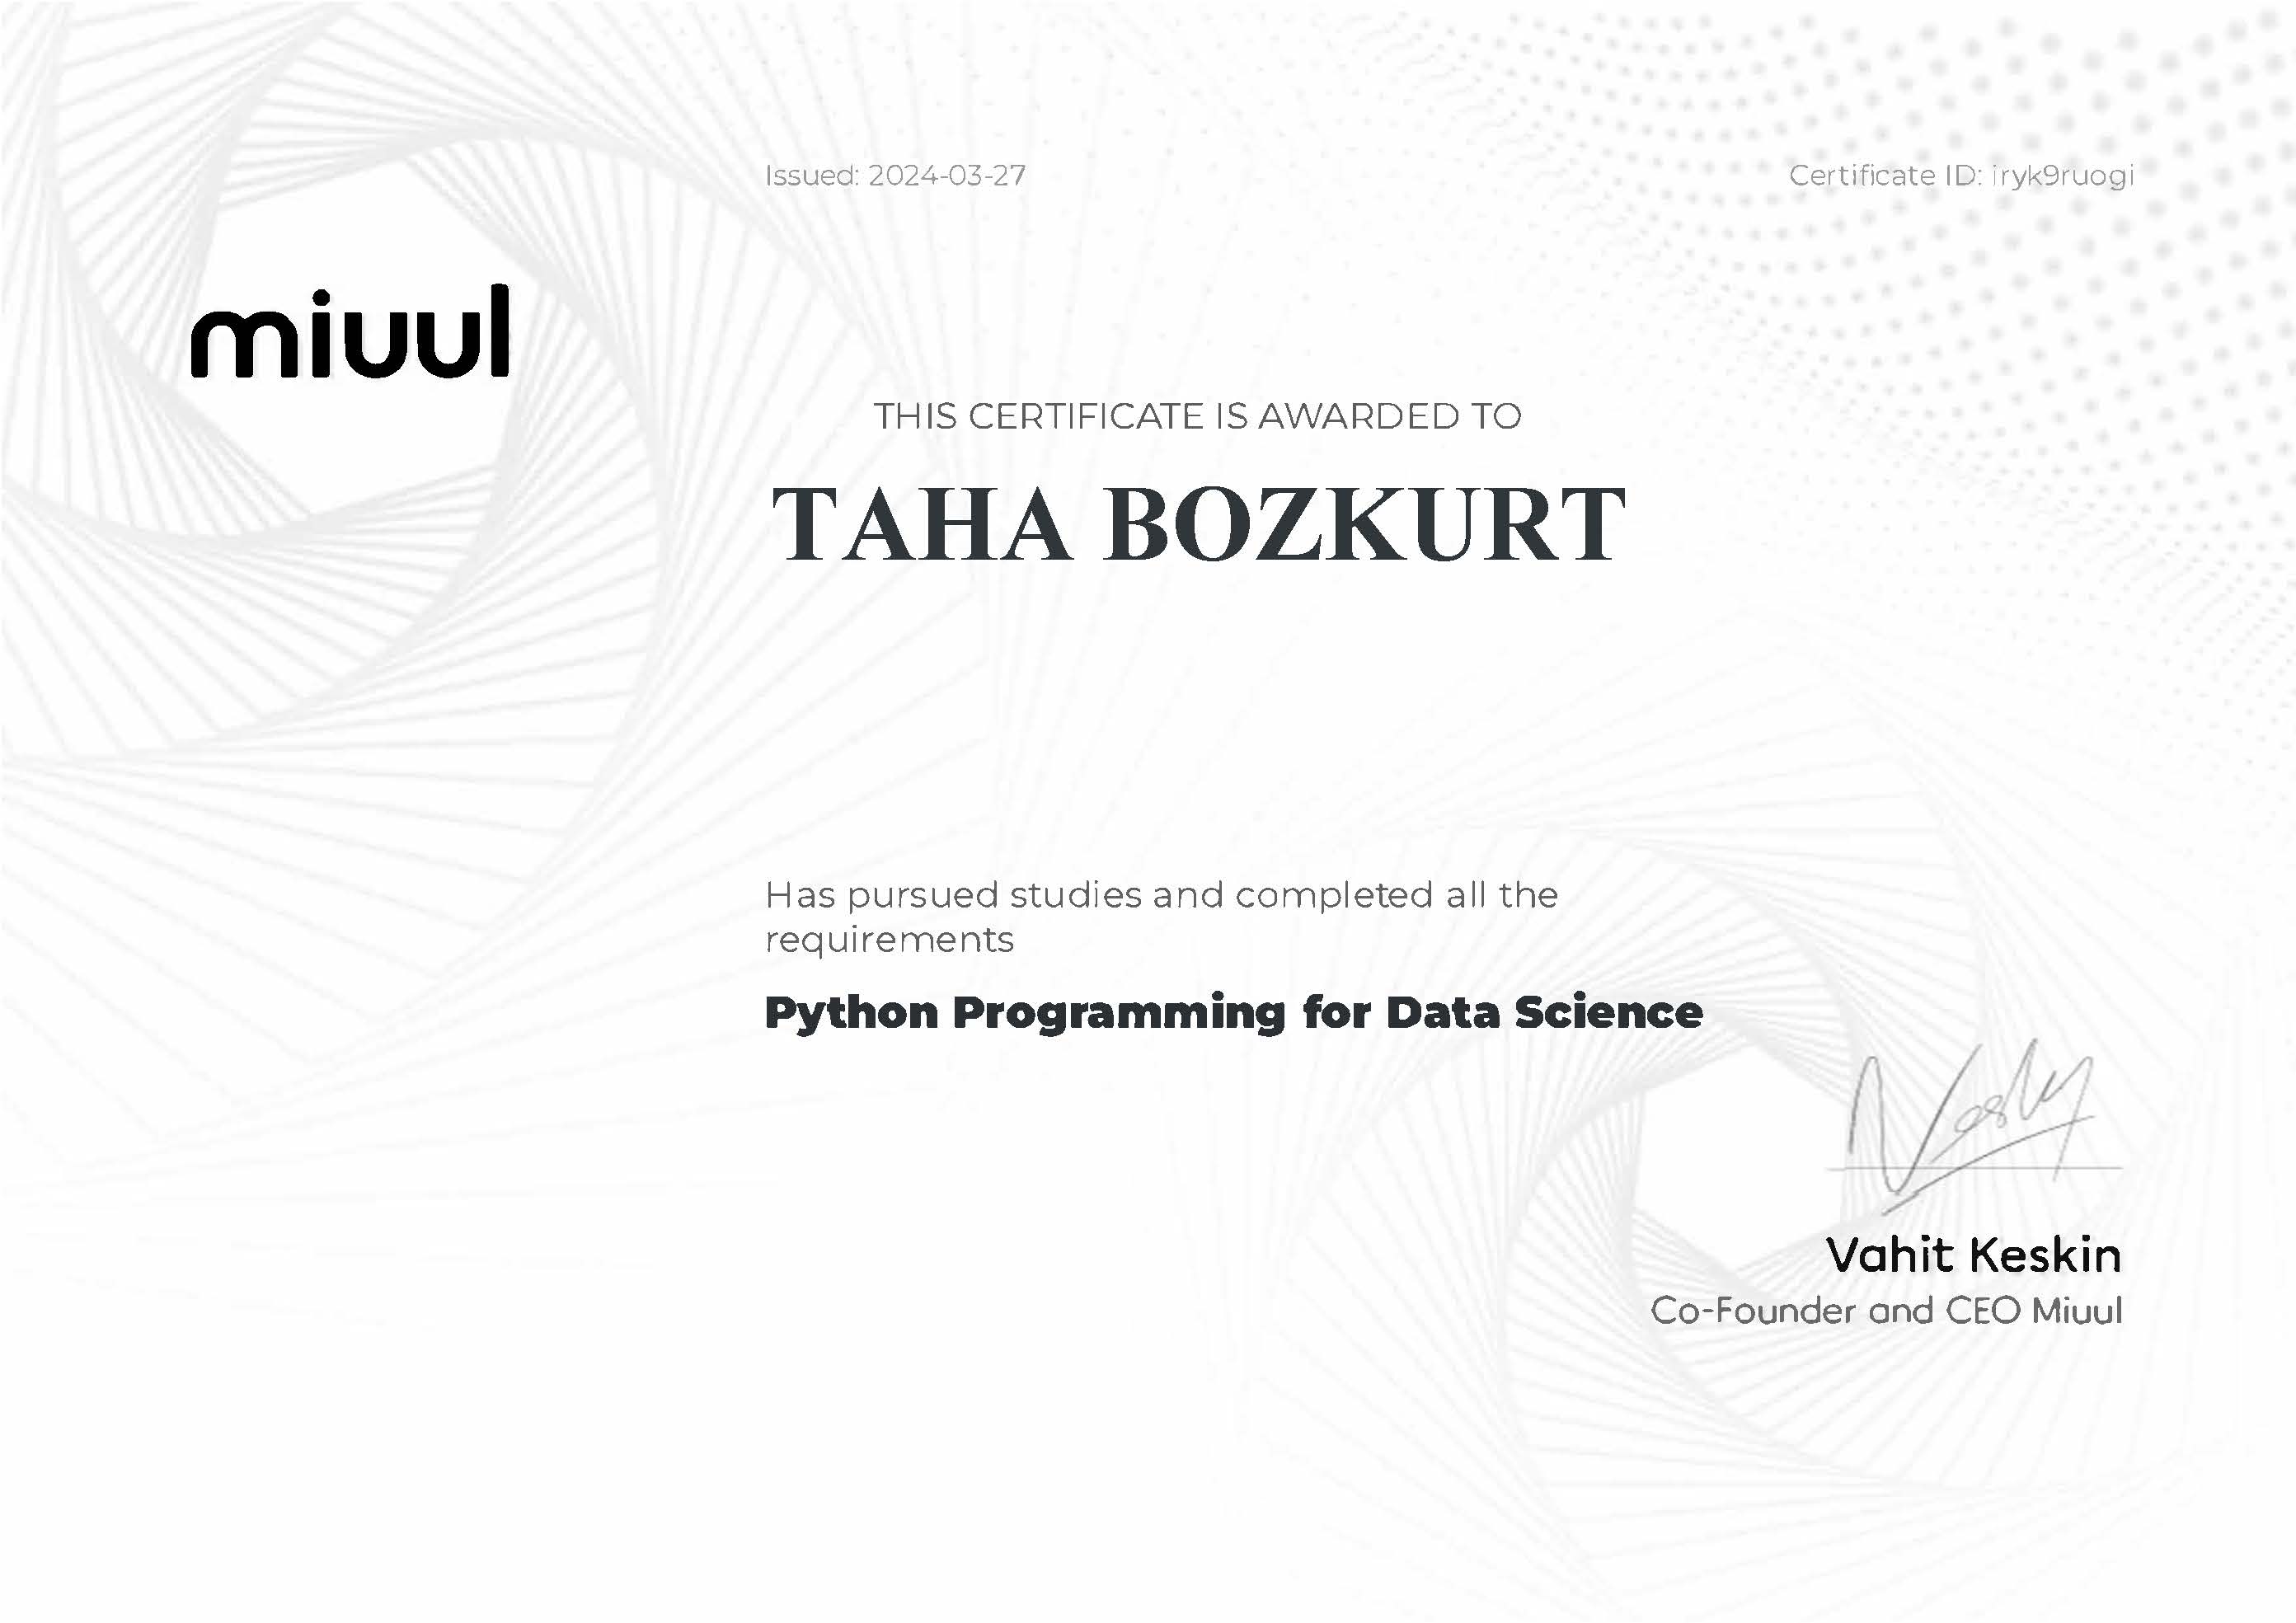 Issued: 2024-03-27
Certificate ID: iryk9ruogi
miuul
THIS CERTIFICATE IS AWARDED TO
TAHA BOZKURT
Has pursued studies and completed all the
requirements
Python Programming for Data Science
Vahit Keskin
Co-Founder and CEO Miuul